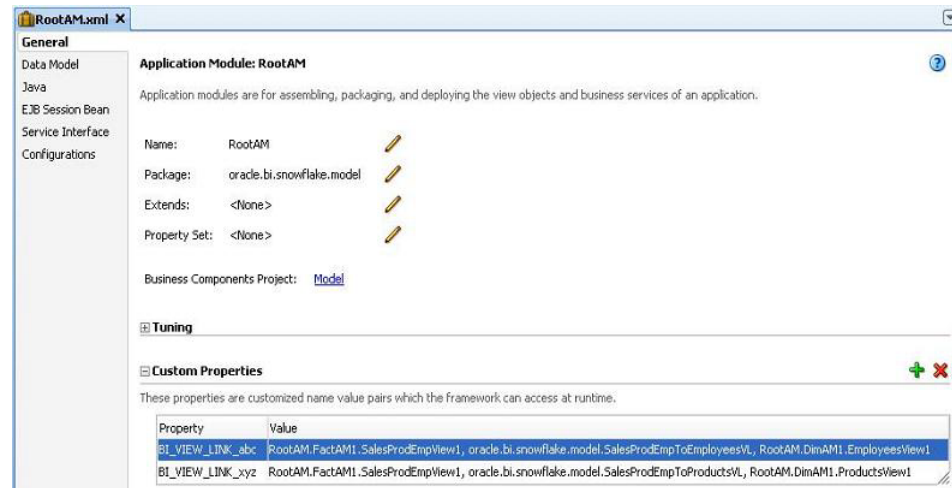 RootAM.xml X
General
Data Model
Java
EJB Session Bean
Service Interface
Configurations
Application Module: RootAM
Application modules are for assembling, packaging, and deploying the view objects and business services of an application.
Name: RootAM
Package: oracle.bi.snowflake.model
Extends: <None>
Property Set: <None>
Business Components Project: Model
Tuning
Custom Properties
These properties are customized name value pairs which the framework can access at runtime.
Property Value
BI_VIEW_LINK_abc RootAM.FactAM1.SalesProdEmpView1, oracle.bi.snowflake.model.SalesProdEmpToEmployeesVL, RootAM.DimAM1.EmployeesView1
BI_VIEW_LINK_xyz RootAM.FactAM1.SalesProdEmpView1, oracle.bi.snowflake.model.SalesProdEmpToProductsVL, RootAM.DimAM1.ProductsView1